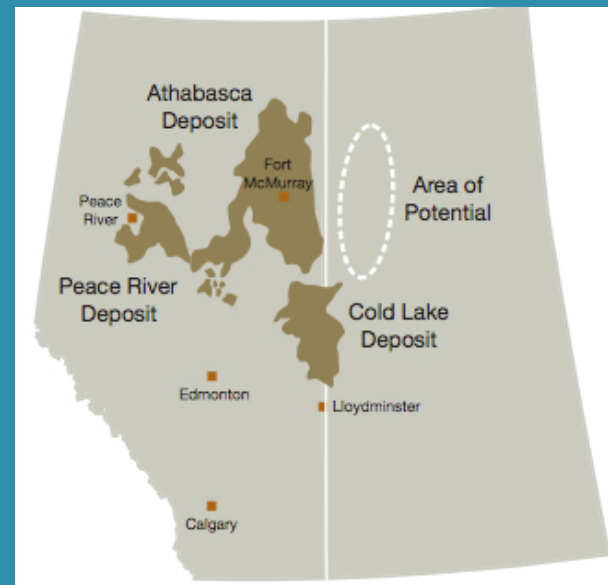 Athabasca
Deposit
Fort
McMurray
Peace
River
Area of
Potential
Peace River
Deposit
Cold Lake
Deposit
Edmonton
Lloydminster
Calgary